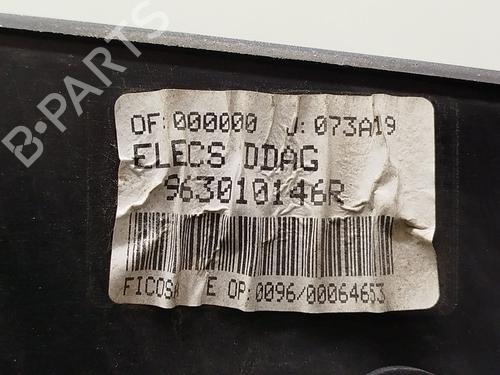 B-PARTS
OF: 000000 J: 073A19
ELECS DDAG
963010146R
FICOSA E OP: 0096/00064653